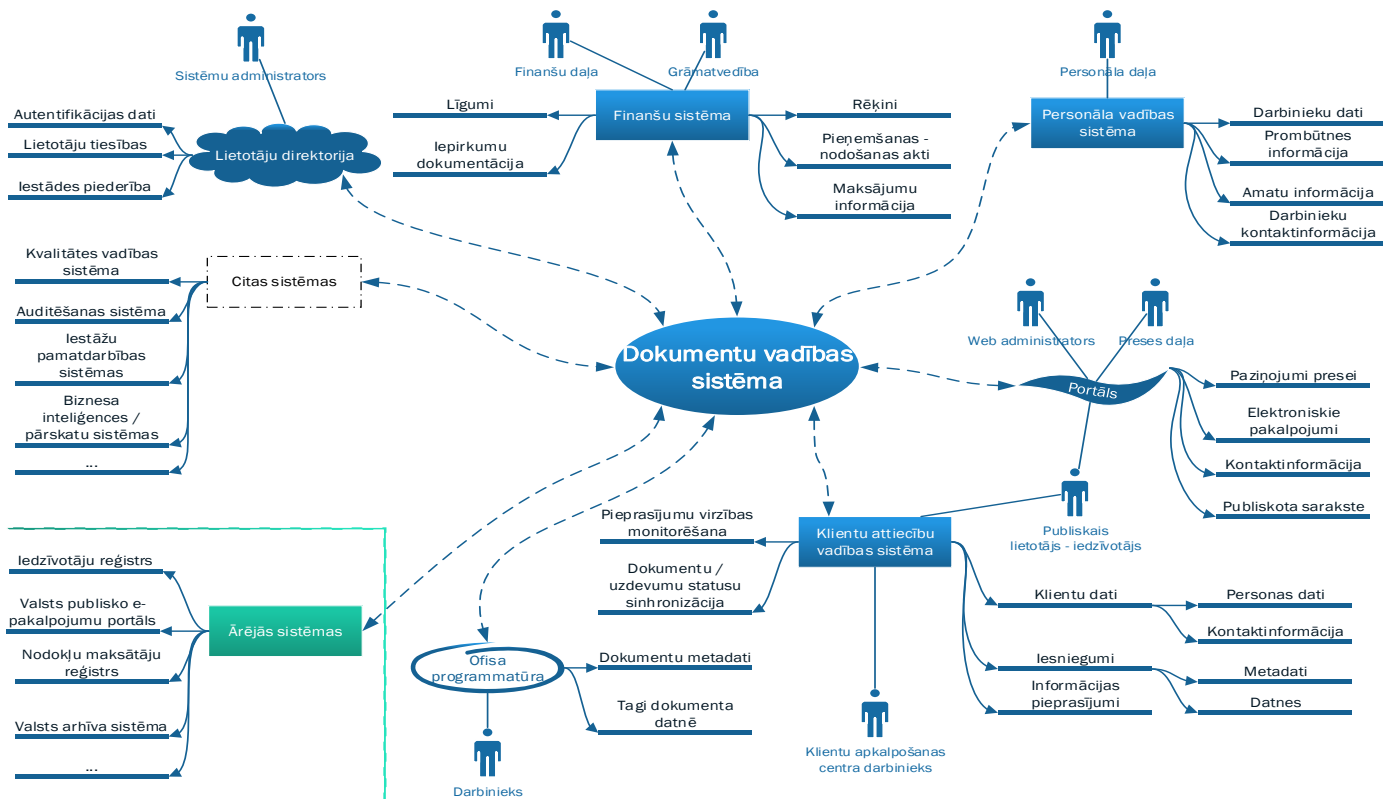 Sistēmu administrators
Autentifikācijas dati
Lietotāju tiesības
Iestādes piederība
Lietotāju direktorija
Finanšu daļa
Grāmatvedība
Finanšu sistēma
Līgumi
Iepirkumu
dokumentācija
Rēķini
Pieņemšanas -
nodošanas akti
Maksājumu
informācija
Personāla daļa
Personāla vadības
sistēma
Darbinieku dati
Prombūtnes
informācija
Amatu informācija
Darbinieku
kontaktinformācija
Kvalitātes vadības
sistēma
Auditēšanas sistēma
Iestāžu
pamatdarbības
sistēmas
Biznesa
inteliģences /
pārskatu sistēmas
...
Citas sistēmas
Dokumentu vadības
sistēma
Web administrators
Preses daļa
Portāls
Paziņojumi presei
Elektroniskie
pakalpojumi
Kontaktinformācija
Publiskota sarakste
Publiskais
lietotājs - iedzīvotājs
Pieprasījumu virzības
monitorēšana
Dokumentu /
uzdevumu statusu
sinhronizācija
Klientu attiecību
vadības sistēma
Klientu dati
Personas dati
Kontaktinformācija
Iesniegumi
Metadati
Datnes
Informācijas
pieprasījumi
Klientu apkalpošanas
centra darbinieks
Iedzīvotāju reģistrs
Valsts publisko e-
pakalpojumu portāls
Nodokļu maksātāju
reģistrs
Valsts arhīva sistēma
...
Ārējās sistēmas
Ofisa
programmatūra
Dokumentu metadati
Tagi dokumenta
datnē
Darbinieks